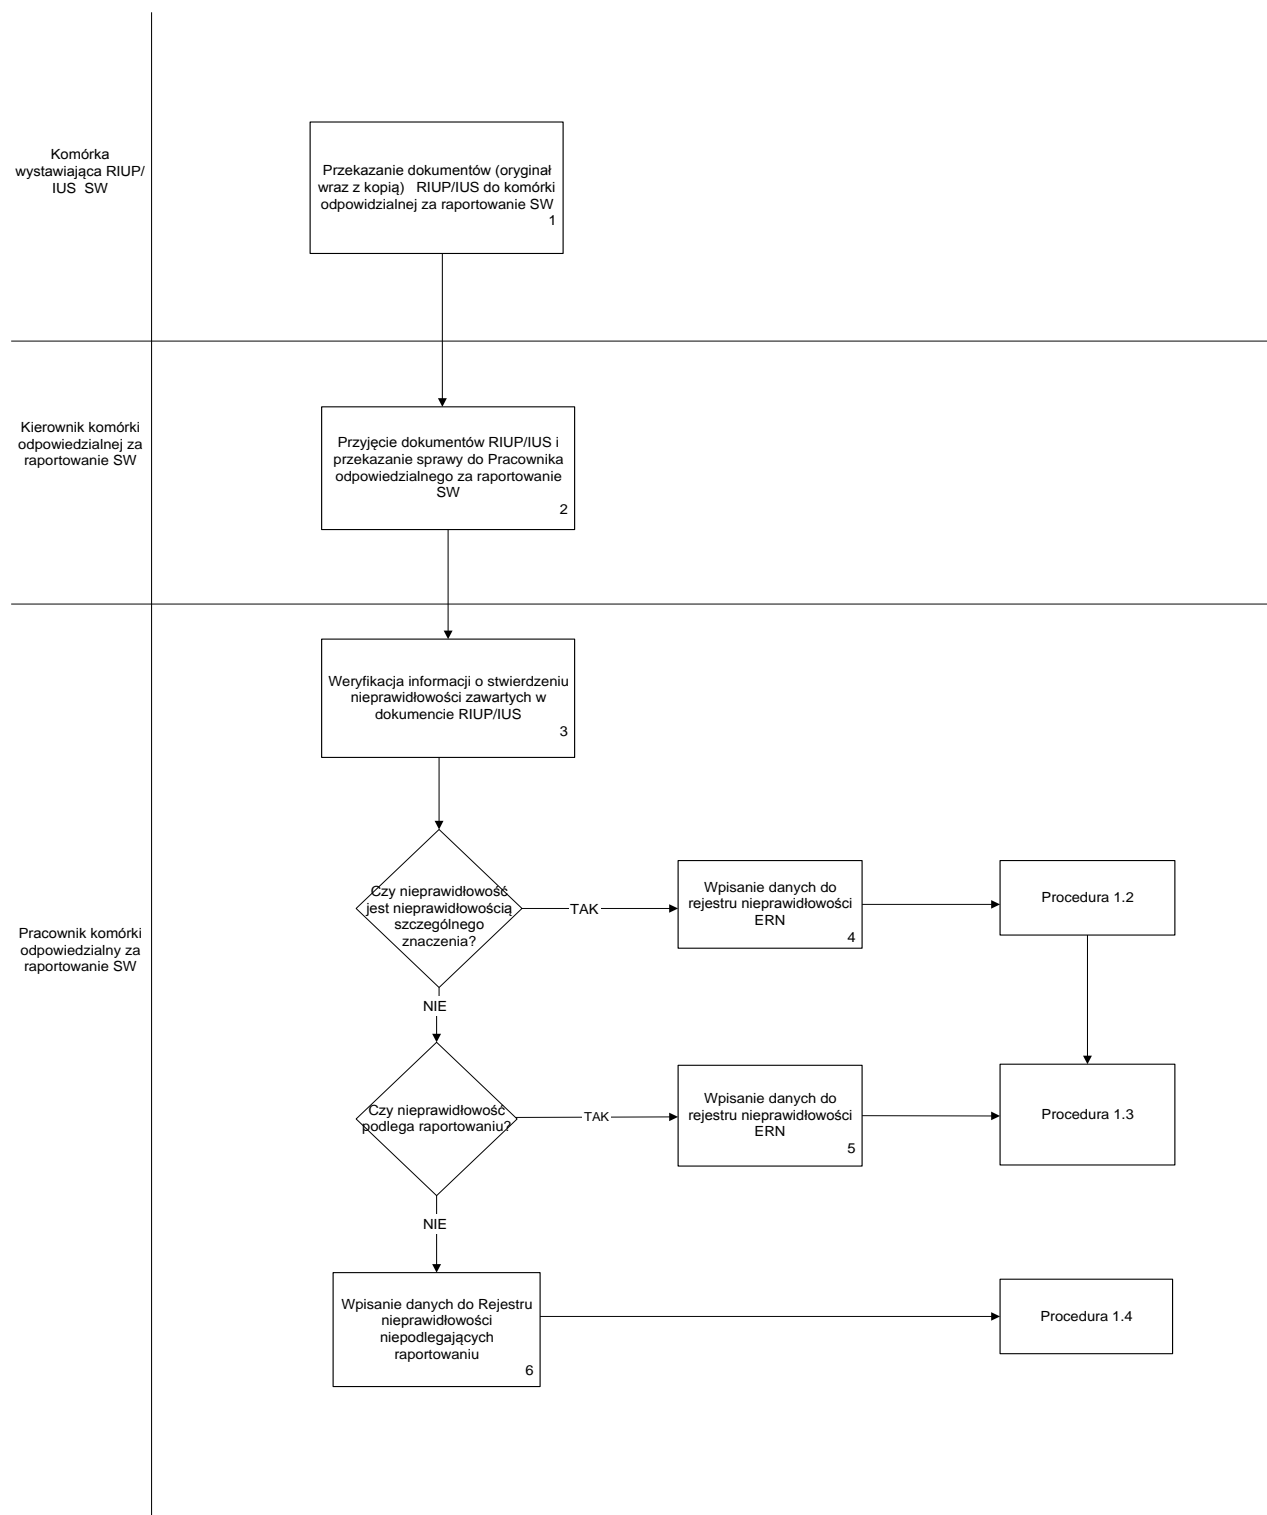 Komórka
wystawiająca RIUP/
IUS SW
Przekazanie dokumentów (oryginał
wraz z kopią) RIUP/IUS do komórki
odpowidzialnej za raportowanie SW
1
Kierownik komórki
odpowiedzialnej za
raportowanie SW
Przyjęcie dokumentów RIUP/IUS i
przekazanie sprawy do Pracownika
odpowiedzialnego za raportowanie
SW
2
Pracownik komórki
odpowiedzialny za
raportowanie SW
Weryfikacja informacji o stwierdzeniu
nieprawidłowości zawartych w
dokumencie RIUP/IUS
3
Czy nieprawidłowość
jest nieprawidłowością
szczególnego
znaczenia?
TAK
Wpisanie danych do
rejestru nieprawidłowości
ERN
4
Procedura 1.2
NIE
Czy nieprawidłowość
podlega raportowaniu?
TAK
Wpisanie danych do
rejestru nieprawidłowości
ERN
5
Procedura 1.3
NIE
Wpisanie danych do Rejestru
nieprawidłowości
niepodlegających
raportowaniu
6
Procedura 1.4